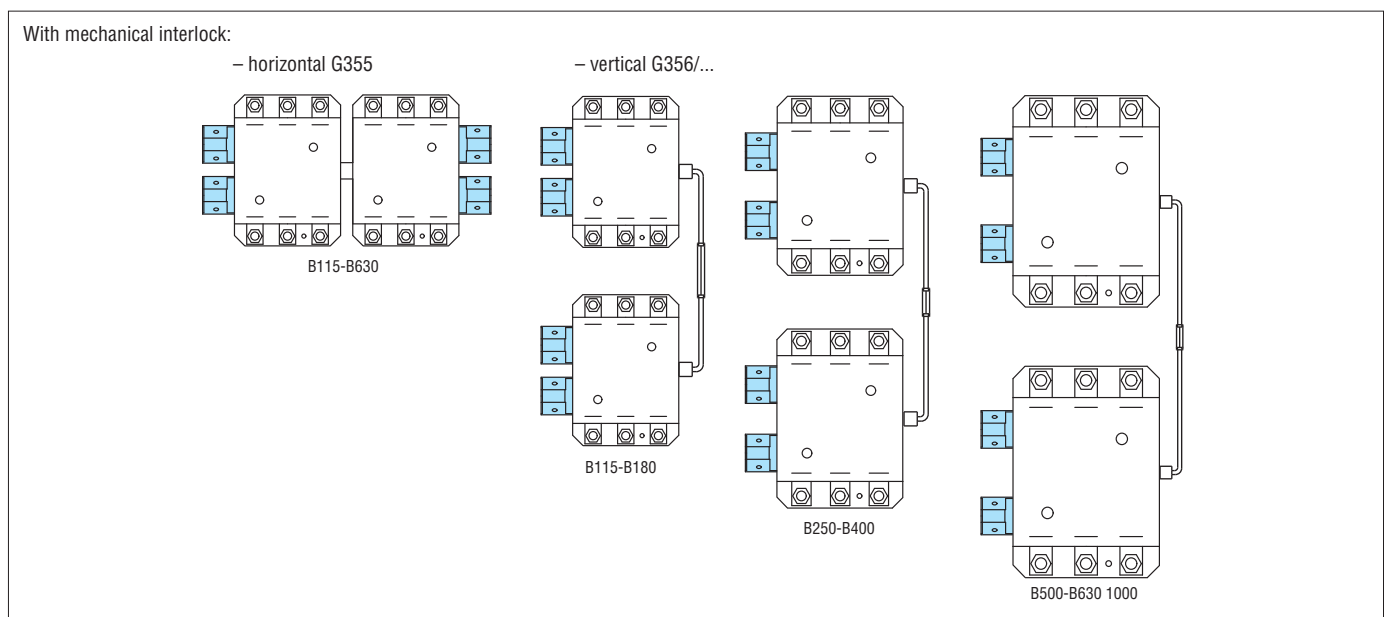 With mechanical interlock:
– horizontal G355
– vertical G356/...
B115-B630
B115-B180
B250-B400
B500-B630 1000